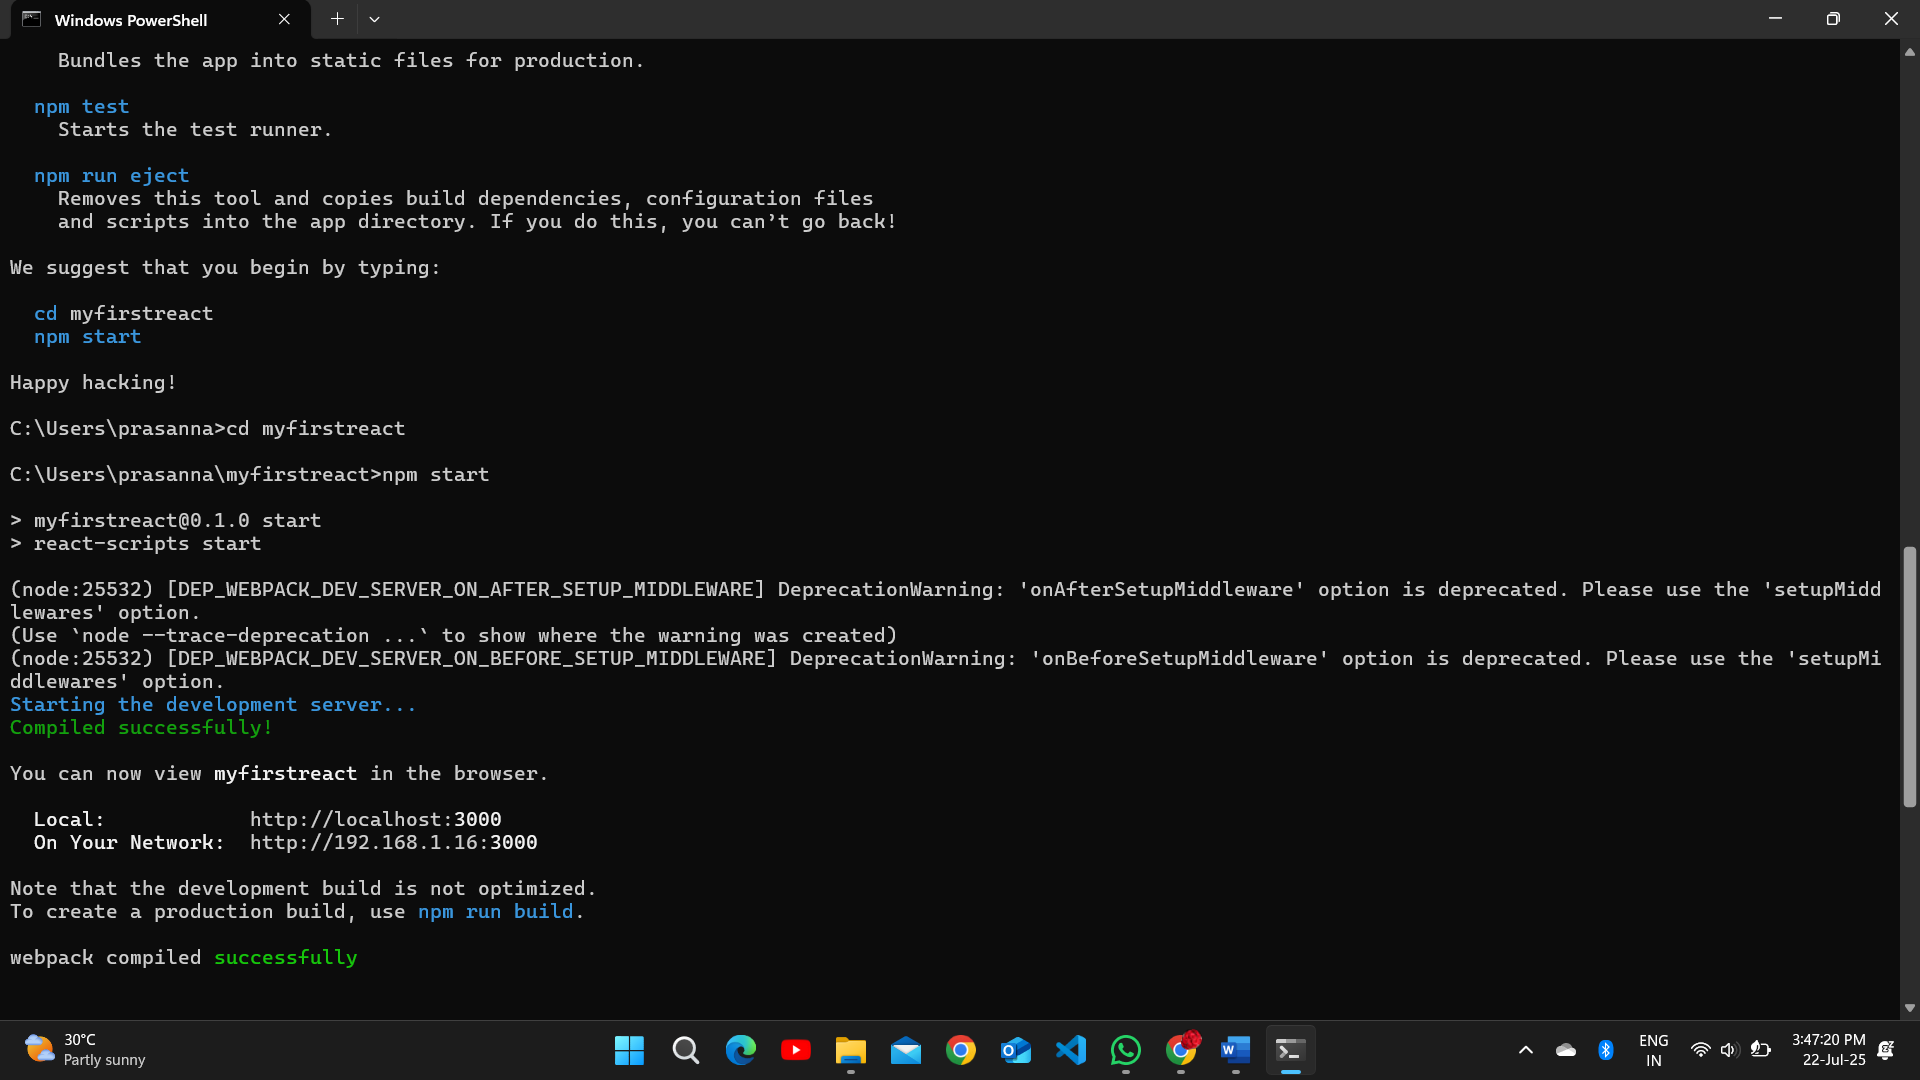 Windows PowerShell
Bundles the app into static files for production.
npm test
Starts the test runner.
npm run eject
Removes this tool and copies build dependencies, configuration files
and scripts into the app directory. If you do this, you can’t go back!
We suggest that you begin by typing:
cd myfirstreact
npm start
Happy hacking!
C:\Users\prasanna>cd myfirstreact
C:\Users\prasanna\myfirstreact>npm start
> myfirstreact@0.1.0 start
> react-scripts start
(node:25532) [DEP_WEBPACK_DEV_SERVER_ON_AFTER_SETUP_MIDDLEWARE] DeprecationWarning: 'onAfterSetupMiddleware' option is deprecated. Please use the 'setupMidd
lewares' option.
(Use `node --trace-deprecation ...` to show where the warning was created)
(node:25532) [DEP_WEBPACK_DEV_SERVER_ON_BEFORE_SETUP_MIDDLEWARE] DeprecationWarning: 'onBeforeSetupMiddleware' option is deprecated. Please use the 'setupMi
ddlewares' option.
Starting the development server...
Compiled successfully!
You can now view myfirstreact in the browser.
Local: http://localhost:3000
On Your Network: http://192.168.1.16:3000
Note that the development build is not optimized.
To create a production build, use npm run build.
webpack compiled successfully
30°C
Partly sunny
ENG
IN
3:47:20 PM
22-Jul-25